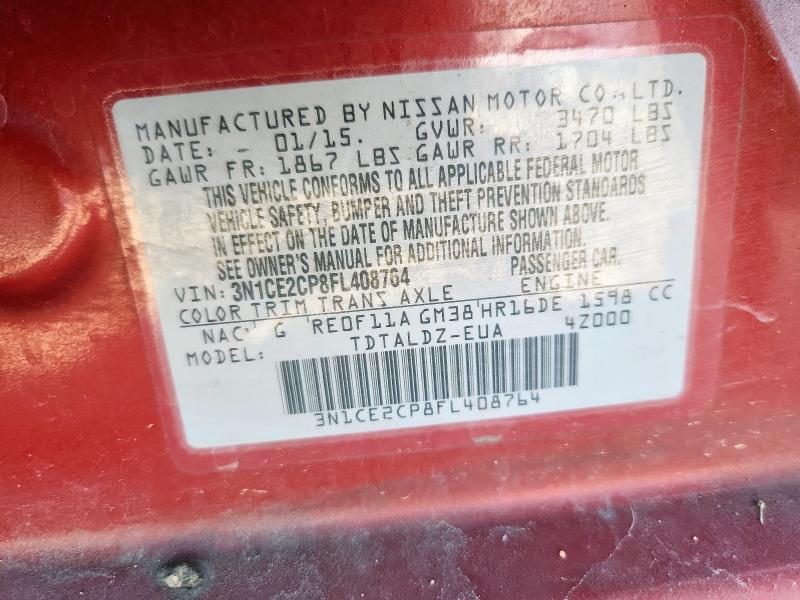 MANUFACTURED BY NISSAN MOTOR CO.,LTD.
DATE: 01/15. GVWR: 3470 LBS
GAWR FR: 1867 LBS GAWR RR: 1704 LBS
THIS VEHICLE CONFORMS TO ALL APPLICABLE FEDERAL MOTOR
VEHICLE SAFETY, BUMPER AND THEFT PREVENTION STANDARDS
IN EFFECT ON THE DATE OF MANUFACTURE SHOWN ABOVE.
SEE OWNER'S MANUAL FOR ADDITIONAL INFORMATION.
VIN: 3N1CE2CP8FL408764 PASSENGER CAR.
COLOR TRIM TRANS AXLE ENGINE
NAC G RE0F11A GM38 HR16DE 1598 CC
MODEL: TDTALDZ-EUA 4Z000
3N1CE2CP8FL408764